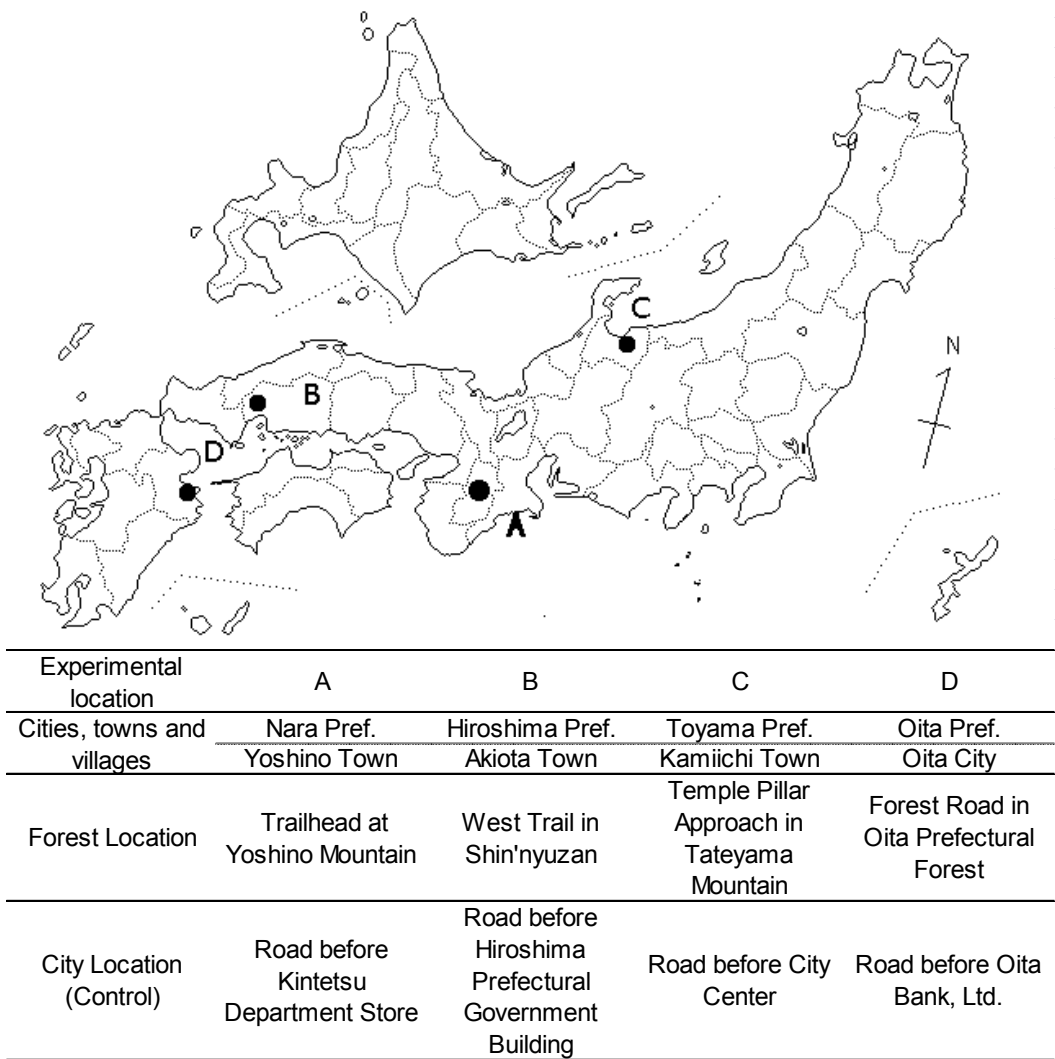 C
N
B
D
A
Experimental location A B C D
Cities, towns and villages Nara Pref. Hiroshima Pref. Toyama Pref. Oita Pref.
Yoshino Town Akiota Town Kamiichi Town Oita City
Forest Location Trailhead at Yoshino Mountain West Trail in Shin'nyuzan Temple Pillar Approach in Tateyama Mountain Forest Road in Oita Prefectural Forest
City Location (Control) Road before Kintetsu Department Store Road before Hiroshima Prefectural Government Building Road before City Center Road before Oita Bank, Ltd.